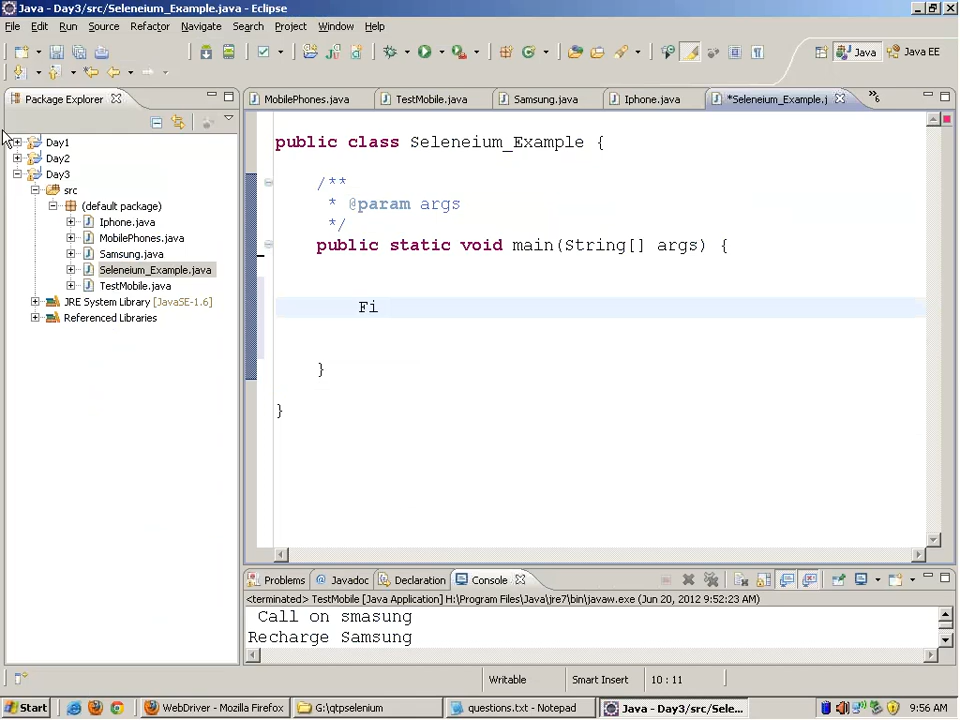 Java - Day3/src/Seleneium_Example.java - Eclipse
File Edit Run Source Refactor Navigate Search Project Window Help
Java Java EE
Package Explorer
MobilePhones.java TestMobile.java Samsung.java Iphone.java *Seleneium_Example.j 6
Day1
Day2
Day3
src
(default package)
Iphone.java
MobilePhones.java
Samsung.java
Seleneium_Example.java
TestMobile.java
JRE System Library [JavaSE-1.6]
Referenced Libraries
public class Seleneium_Example {
/**
* @param args
*/
public static void main(String[] args) {
Fi
}
}
Problems Javadoc Declaration Console
<terminated> TestMobile [Java Application] H:\Program Files\Java\jre7\bin\javaw.exe (Jun 20, 2012 9:52:23 AM)
Call on smasung
Recharge Samsung
Writable Smart Insert 10 : 11
Start WebDriver - Mozilla Firefox G:\qtpselenium questions.txt - Notepad Java - Day3/src/Sele... 9:56 AM